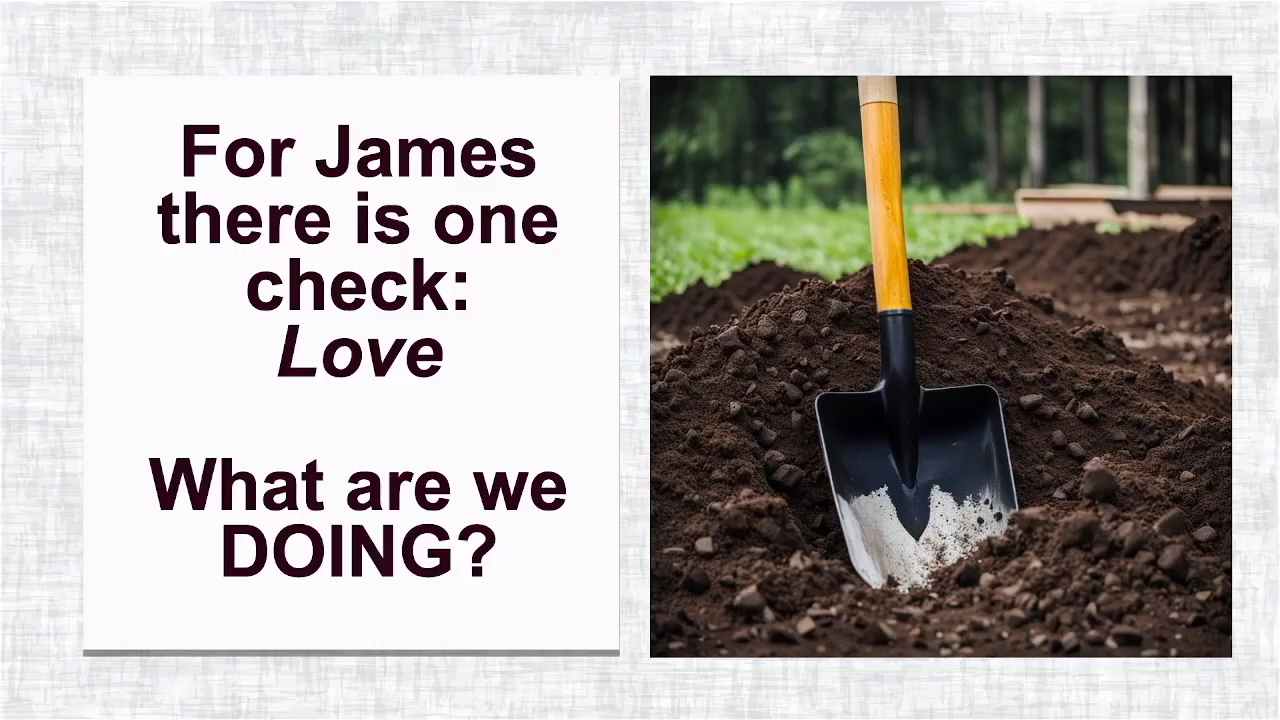 For James
there is one
check:
Love
What are we
DOING?